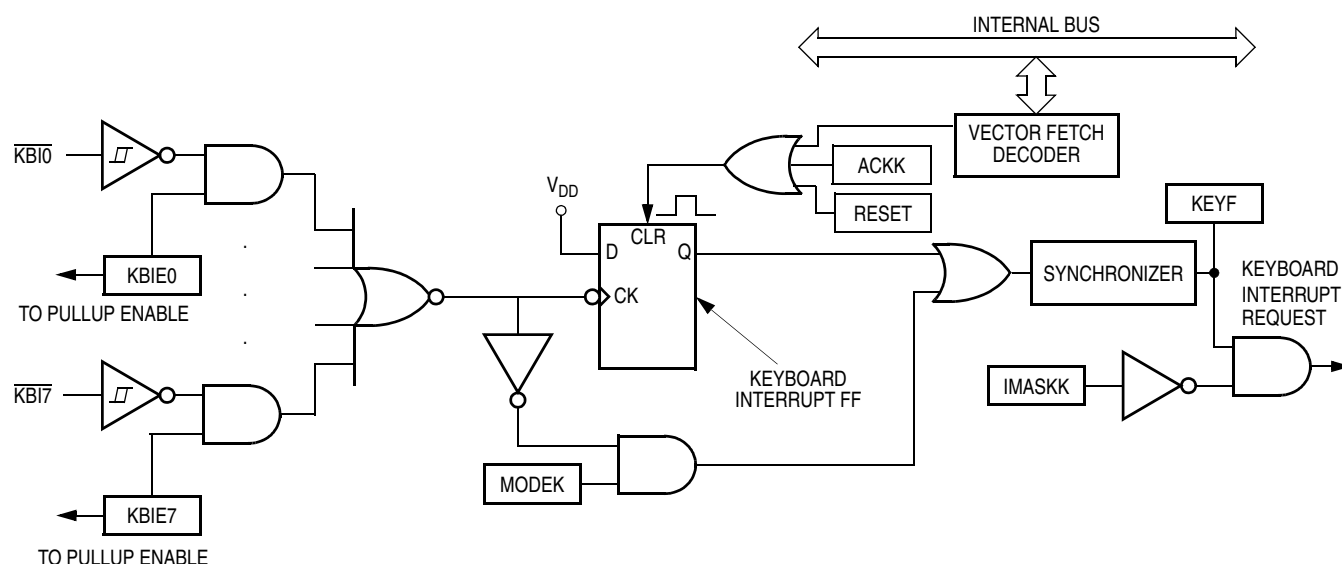 INTERNAL BUS
VECTOR FETCH
DECODER
KBI0
ACKK
VDD
RESET
KEYF
CLR
D
Q
KBIE0
CK
SYNCHRONIZER
KEYBOARD
INTERRUPT
REQUEST
TO PULLUP ENABLE
KBI7
KEYBOARD
INTERRUPT FF
IMASKK
MODEK
KBIE7
TO PULLUP ENABLE